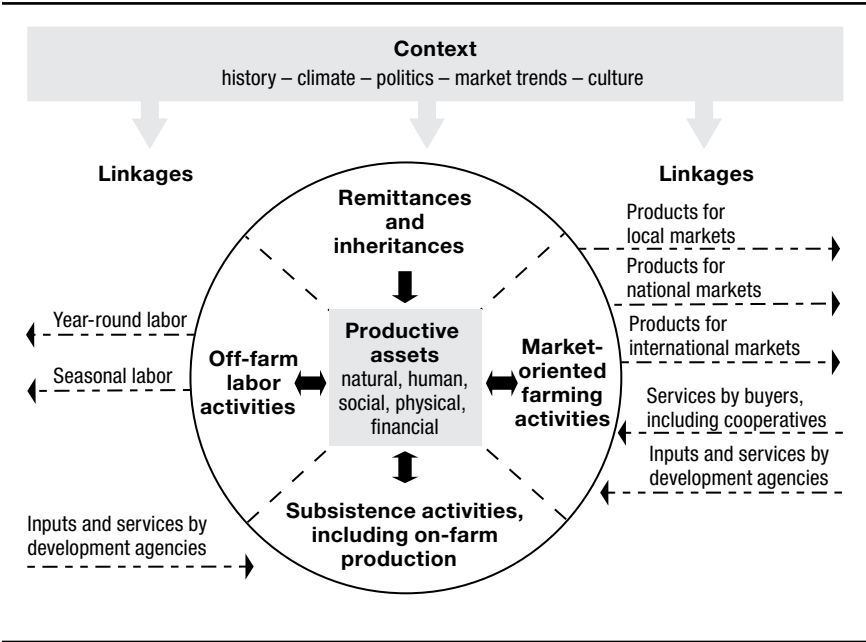 Context
history – climate – politics – market trends – culture
Linkages
Linkages
Remittances
and
inheritances
Products for
local markets
Products for
national markets
Products for
international markets
Year-round labor
Seasonal labor
Off-farm
labor
activities
Productive
assets
natural, human,
social, physical,
financial
Market-
oriented
farming
activities
Services by buyers,
including cooperatives
Inputs and services by
development agencies
Subsistence activities,
including on-farm
production
Inputs and services by
development agencies